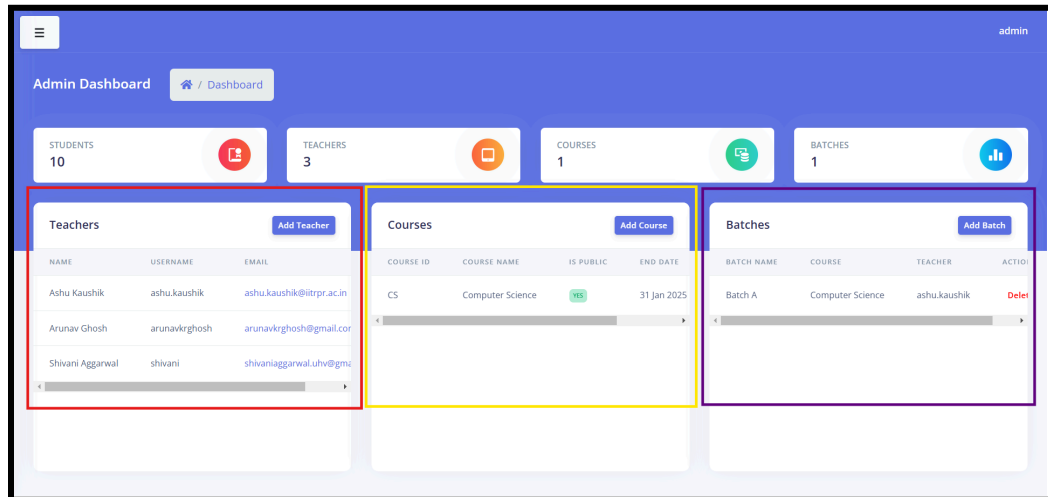 admin
Admin Dashboard
/ Dashboard
STUDENTS
10
TEACHERS
3
COURSES
1
BATCHES
1
Teachers
Add Teacher
NAME USERNAME EMAIL
Ashu Kaushik ashu.kaushik ashu.kaushik@iitrpr.ac.in
Arunav Ghosh arunavkrghosh arunavkrghosh@gmail.cor
Shivani Aggarwal shivani shivaniaggarwal.uhv@gma
Courses
Add Course
COURSE ID COURSE NAME IS PUBLIC END DATE
CS Computer Science YES 31 Jan 2025
Batches
Add Batch
BATCH NAME COURSE TEACHER ACTIO
Batch A Computer Science ashu.kaushik Delet